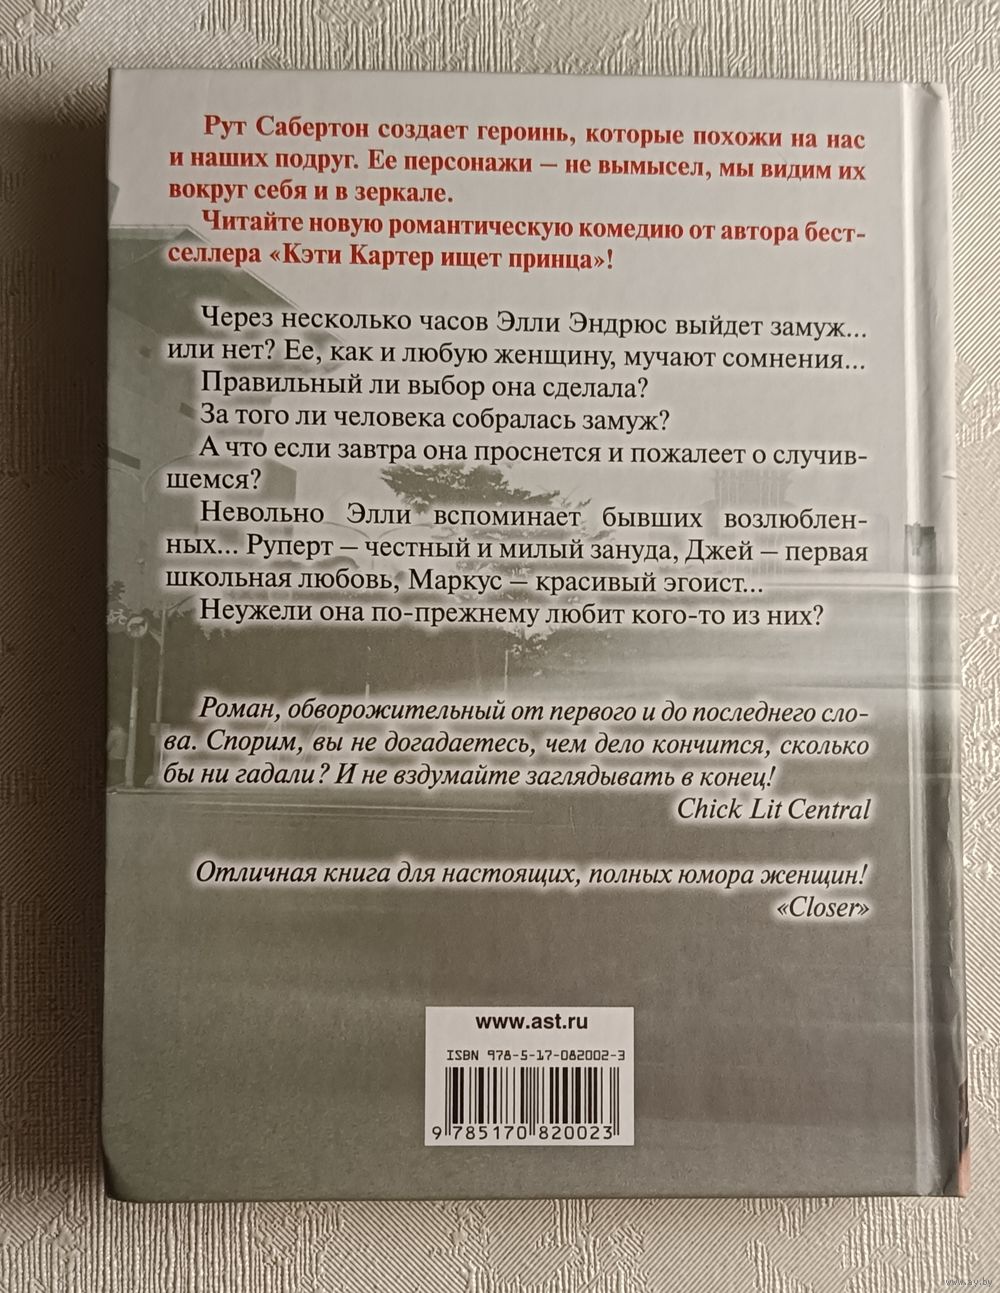 Рут Сабертон создает героинь, которые похожи на нас
и наших подруг. Ее персонажи – не вымысел, мы видим их
вокруг себя и в зеркале.
Читайте новую романтическую комедию от автора бест-
селлера «Кэти Картер ищет принца»!
Через несколько часов Элли Эндрюс выйдет замуж...
или нет? Ее, как и любую женщину, мучают сомнения...
Правильный ли выбор она сделала?
За того ли человека собралась замуж?
А что если завтра она проснется и пожалеет о случив-
шемся?
Невольно Элли вспоминает бывших возлюблен-
ных... Руперт – честный и милый зануда, Джей – первая
школьная любовь, Маркус – красивый эгоист...
Неужели она по-прежнему любит кого-то из них?
Роман, обворожительный от первого и до последнего сло-
ва. Спорим, вы не догадаетесь, чем дело кончится, сколько
бы ни гадали? И не вздумайте заглядывать в конец!
Chick Lit Central
Отличная книга для настоящих, полных юмора женщин!
«Closer»
www.ast.ru
ISBN 978-5-17-082002-3
9 785170 820023
www.ay.by